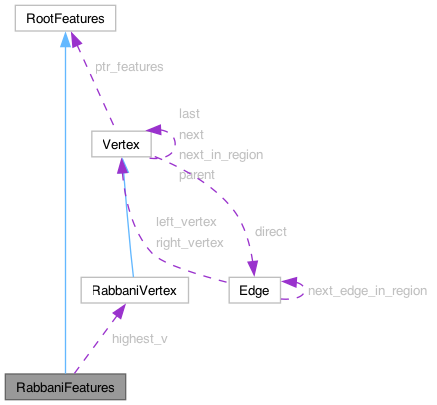 RootFeatures
ptr_features
last
Vertex
next
next_in_region
parent
left_vertex
direct
right_vertex
RabbaniVertex
Edge
next_edge_in_region
highest_v
RabbaniFeatures